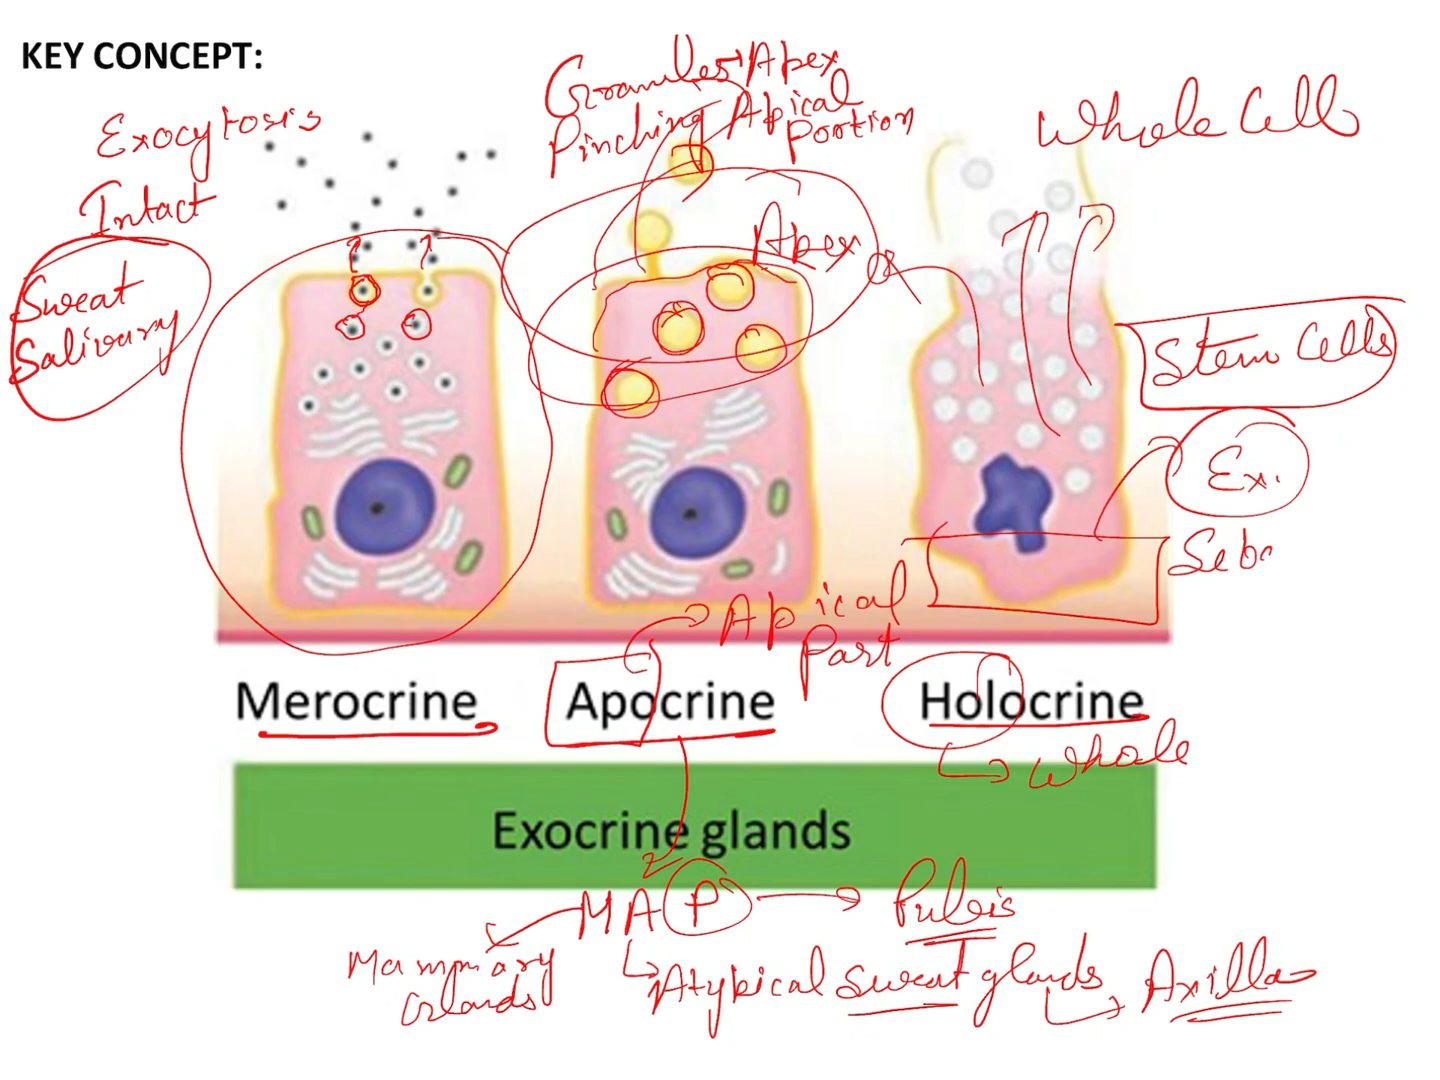 KEY CONCEPT:
Exocytosis
Intact
Sweat
Salivary
Granules → Apex
Pinching Apical
Portion
Apex
Whole Cell
Stem Cells
Ex.
Seba
Apical
Part
Merocrine
Apocrine
Holocrine
Whole
Exocrine glands
MAP → Pubis
Mammary
Glands
Atypical sweat glands → Axilla